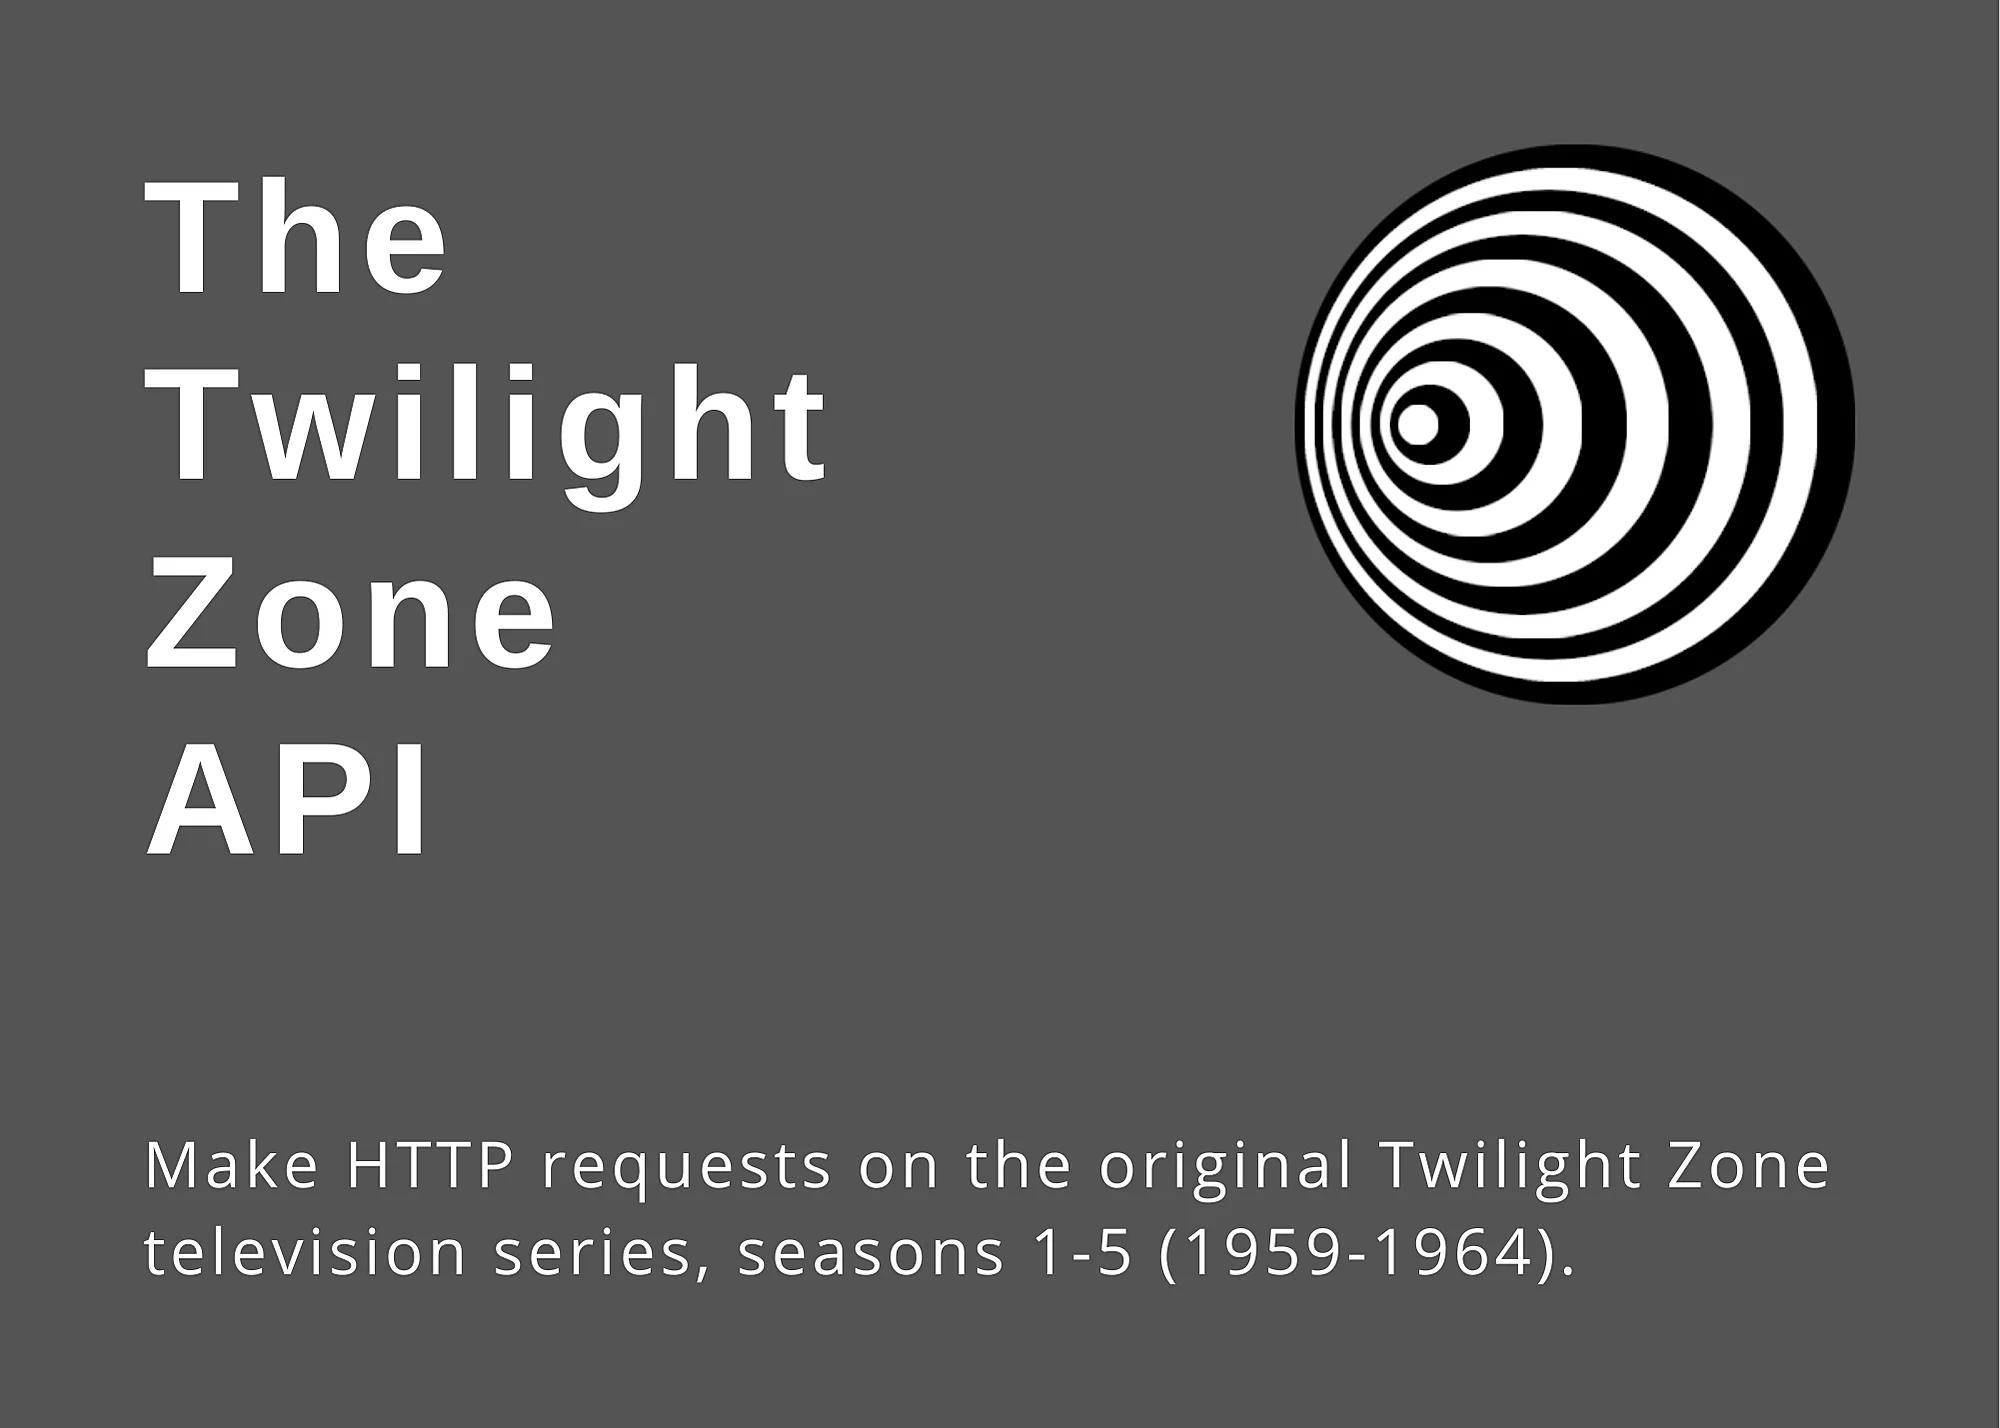 The
Twilight
Zone
API
Make HTTP requests on the original Twilight Zone
television series, seasons 1-5 (1959-1964).